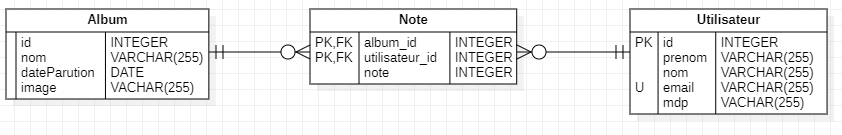 Album
id INTEGER
nom VARCHAR(255)
dateParution DATE
image VACHAR(255)
Note
PK,FK album_id INTEGER
PK,FK utilisateur_id INTEGER
note INTEGER
Utilisateur
PK id INTEGER
prenom VARCHAR(255)
nom VARCHAR(255)
U email VARCHAR(255)
mdp VACHAR(255)